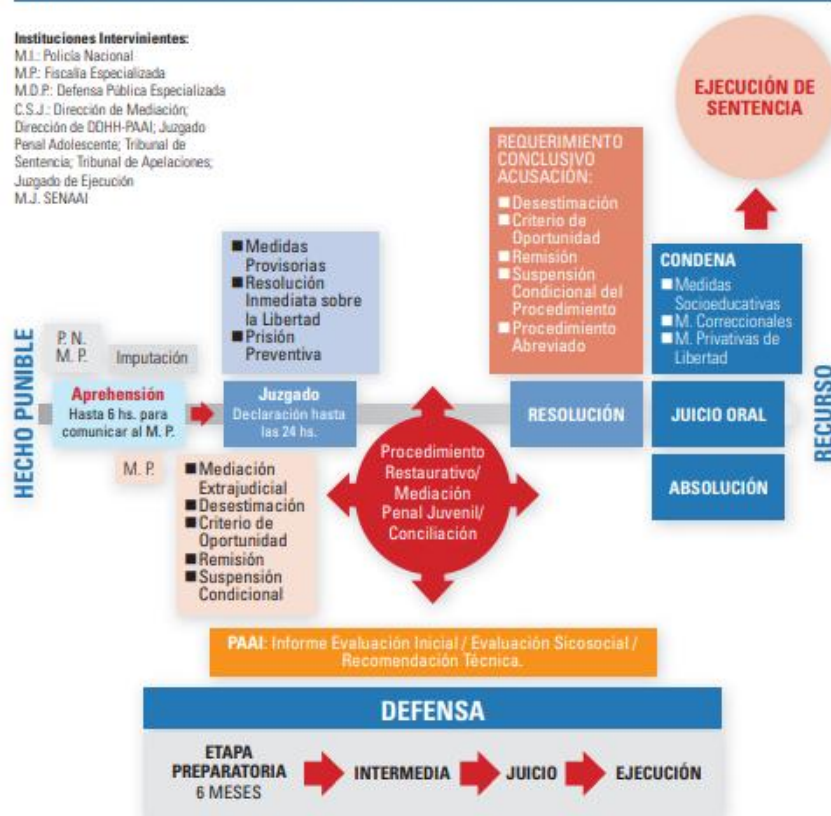 Instituciones Intervinientes:
M.I.: Policía Nacional
M.P.: Fiscalía Especializada
M.D.P.: Defensa Pública Especializada
C.S.J.: Dirección de Mediación;
Dirección de DDHH-PAAI; Juzgado
Penal Adolescente; Tribunal de
Sentencia; Tribunal de Apelaciones;
Juzgado de Ejecución
M.J. SENAAI
EJECUCIÓN DE
SENTENCIA
REQUERIMIENTO
CONCLUSIVO
ACUSACIÓN:
■ Desestimación
■ Criterio de
Oportunidad
■ Remisión
■ Suspensión
Condicional del
Procedimiento
■ Procedimiento
Abreviado
CONDENA
■ Medidas
Socioeducativas
■ M. Correccionales
■ M. Privativas de
Libertad
■ Medidas
Provisorias
■ Resolución
Inmediata sobre
la Libertad
■ Prisión
Preventiva
HECHO PUNIBLE
P. N.
M. P.
Imputación
Aprehensión
Hasta 6 hs. para
comunicar al M. P.
Juzgado
Declaración hasta
las 24 hs.
RESOLUCIÓN
JUICIO ORAL
RECURSO
M. P.
■ Mediación
Extrajudicial
■ Desestimación
■ Criterio de
Oportunidad
■ Remisión
■ Suspensión
Condicional
Procedimiento
Restaurativo/
Mediación
Penal Juvenil/
Conciliación
ABSOLUCIÓN
PAAI: Informe Evaluación Inicial / Evaluación Sicosocial /
Recomendación Técnica.
DEFENSA
ETAPA
PREPARATORIA
6 MESES
INTERMEDIA
JUICIO
EJECUCIÓN